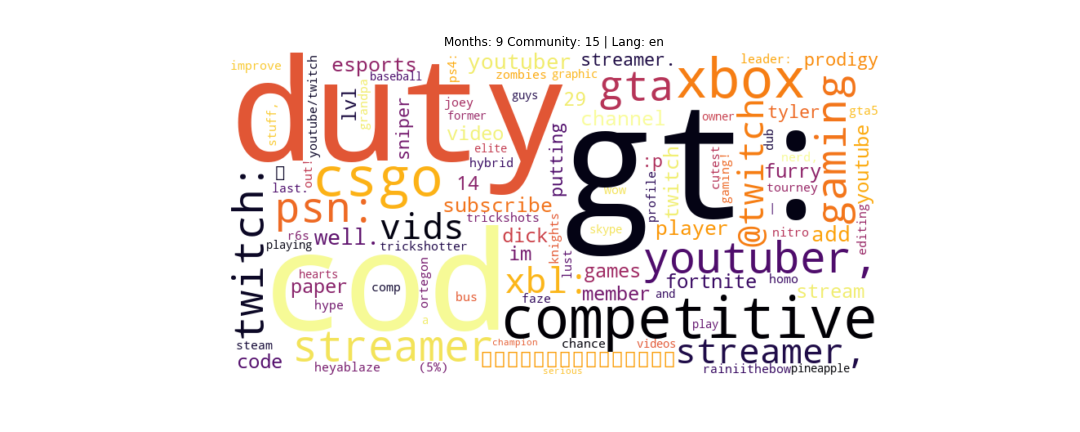 Months: 9 Community: 15 | Lang: en
improve
esports
baseball
youtube/twitch
lvl
grandpa
stuff,
duty
ps4:
youtuber
zombies
graphic
streamer.
guys
29
gta
xbox
leader:
prodigy
gaming
tyler
gta5
youtube
joey
former
sniper
video
elite
hybrid
channel
owner
dub
nerd,
putting
:p
twitch
cutest
gaming!
@twitch
furry
tourney
twitch:
last.
out!
csgo
14
wow
profile
gt:
psn:
subscribe
trickshots
vids
r6s
well.
playing
trickshotter
dick
im
knights
lust
skype
player
nitro
add
editing
youtuber,
cod
hearts
paper
hype
comp
ortegon
a
bus
xbl:
games
member
and
faze
fortnite
homo
stream
competitive
play
steam
code
streamer
champion
chance
videos
streamer,
heyablaze
(5%)
serious
rainiithebow
pineapple